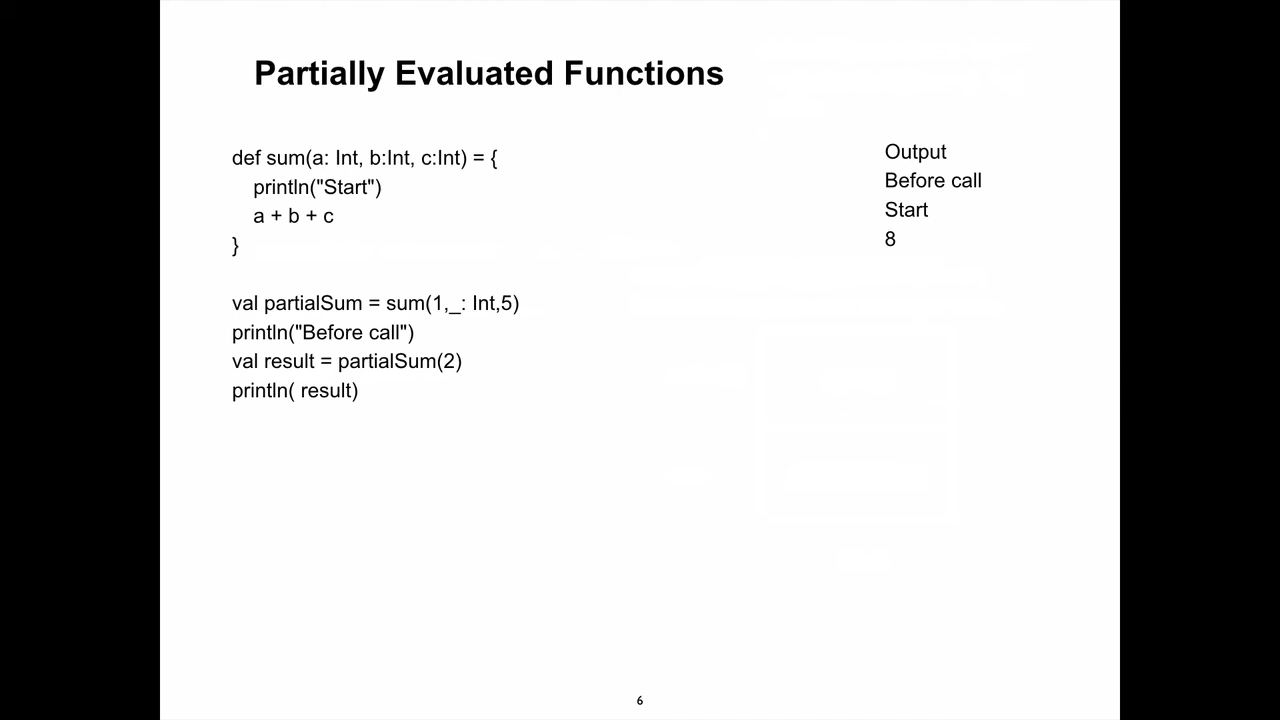 Partially Evaluated Functions
def sum(a: Int, b:Int, c:Int) = {
println("Start")
a + b + c
}
val partialSum = sum(1,_: Int,5)
println("Before call")
val result = partialSum(2)
println( result)
Output
Before call
Start
8
6